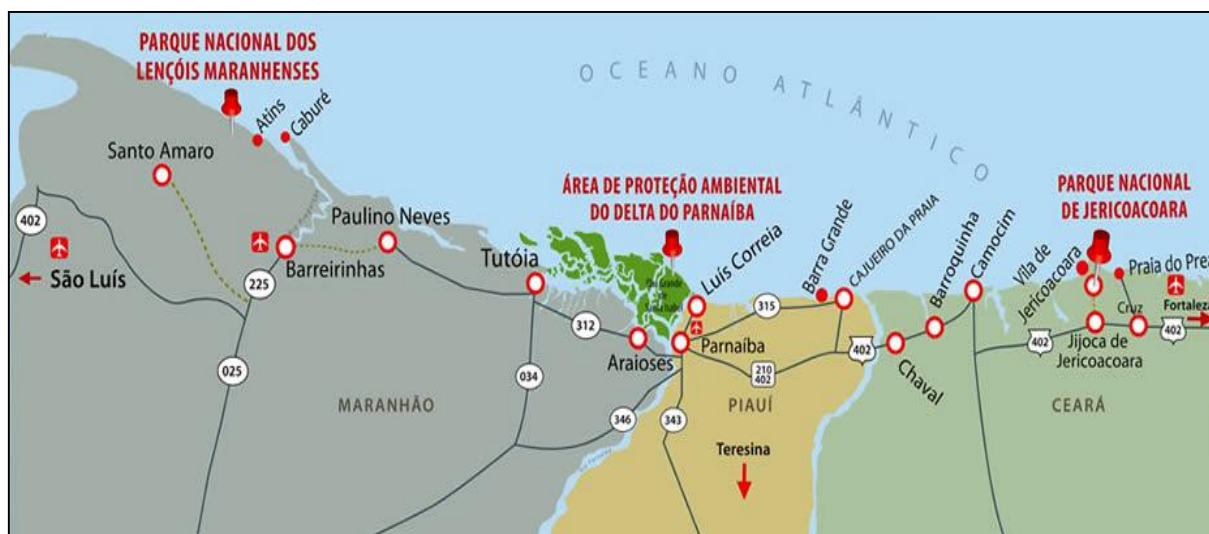 PARQUE NACIONAL DOS
LENÇÓIS MARANHENSES
OCEANO ATLÂNTICO
Atins
Caburé
Santo Amaro
ÁREA DE PROTEÇÃO AMBIENTAL
DO DELTA DO PARNAÍBA
PARQUE NACIONAL
DE JERICOACOARA
Paulino Neves
402
São Luís
Barreirinhas
225
Tutóia
Luís Correia
Barra Grande
CAJUEIRO DA PRAIA
Barroquinha
Camocim
Vila de
Jericoacoara
Praia do Prea
Fortaleza
315
312
Araioses
Parnaíba
402
Chaval
402
Cruz
402
Jijoca de
Jericoacoara
025
034
210
402
MARANHÃO
PIAUÍ
CEARÁ
346
343
Teresina